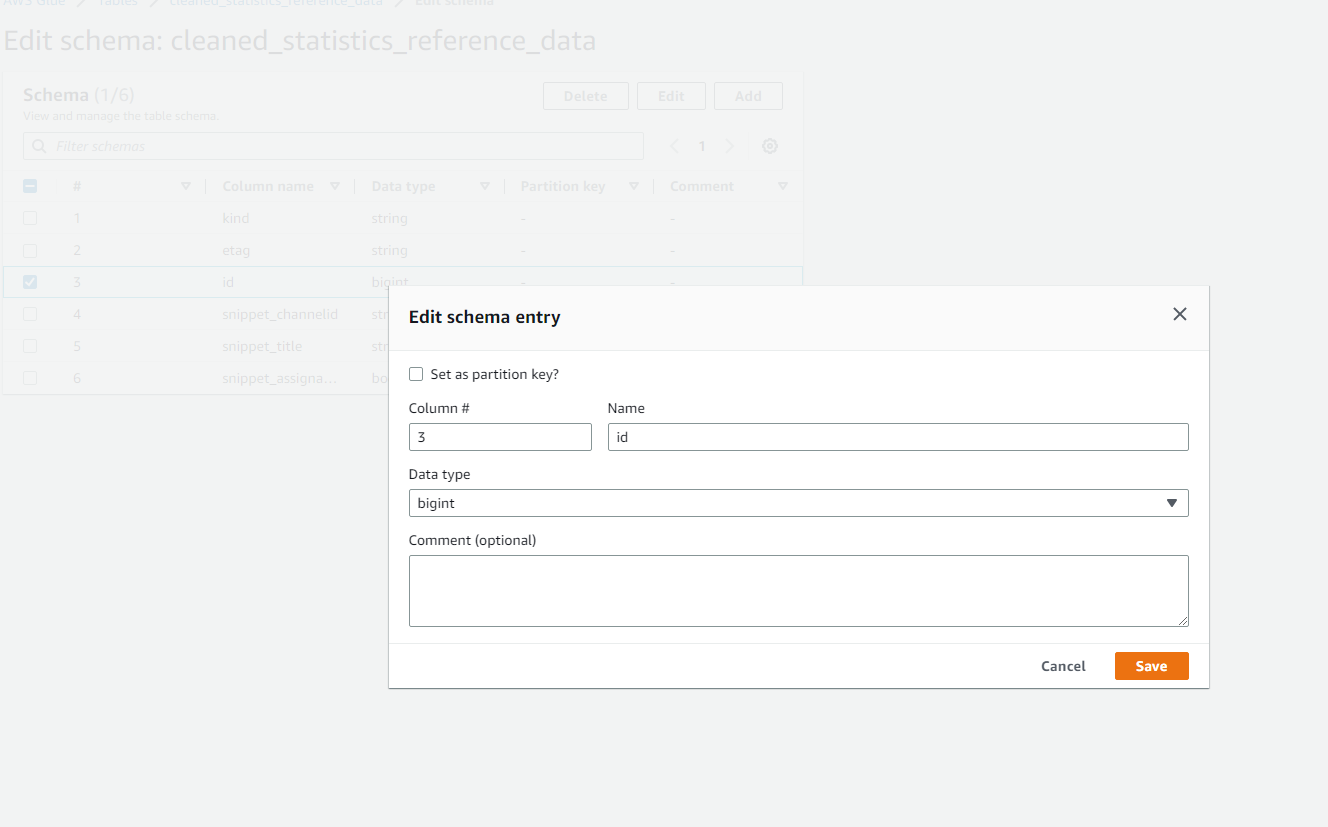 AWS Glue Tables cleaned_statistics_reference_data Edit schema
Edit schema: cleaned_statistics_reference_data
Schema (1/6)
Delete Edit Add
View and manage the table schema.
Filter schemas
1
# Column name Data type Partition key Comment
1 kind string - -
2 etag string - -
3 id bigint - -
4 snippet_channelid str
5 snippet_title str
6 snippet_assigna... bo
Edit schema entry
Set as partition key?
Column # Name
3 id
Data type
bigint
Comment (optional)
Cancel Save